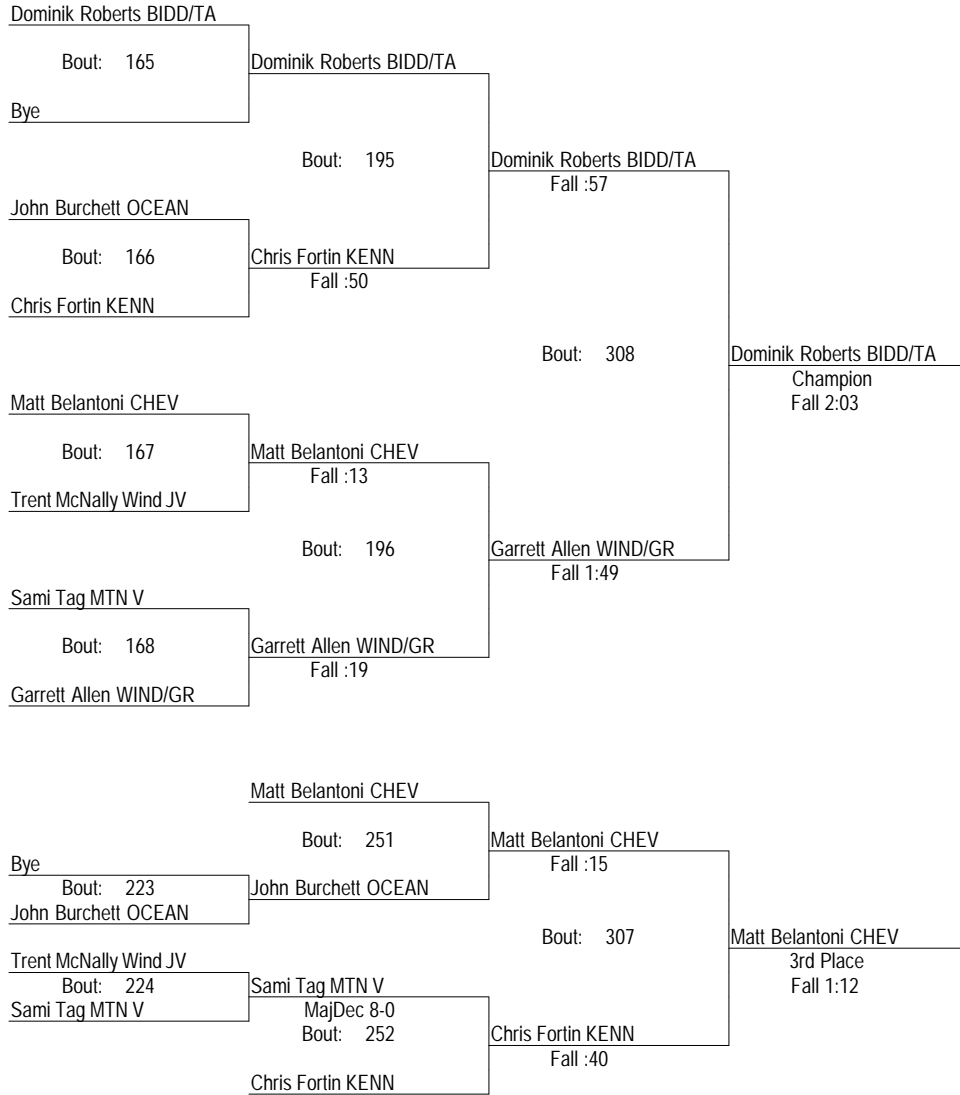 Dominik Roberts BIDD/TA
Bout: 165
Dominik Roberts BIDD/TA
Bye
Bout: 195
Dominik Roberts BIDD/TA
Fall :57
John Burchett OCEAN
Bout: 166
Chris Fortin KENN
Fall :50
Chris Fortin KENN
Bout: 308
Dominik Roberts BIDD/TA
Champion
Fall 2:03
Matt Belantoni CHEV
Bout: 167
Matt Belantoni CHEV
Fall :13
Trent McNally Wind JV
Bout: 196
Garrett Allen WIND/GR
Fall 1:49
Sami Tag MTN V
Bout: 168
Garrett Allen WIND/GR
Fall :19
Garrett Allen WIND/GR
Matt Belantoni CHEV
Bout: 251
Matt Belantoni CHEV
Fall :15
Bye
Bout: 223
John Burchett OCEAN
John Burchett OCEAN
Bout: 307
Matt Belantoni CHEV
3rd Place
Fall 1:12
Trent McNally Wind JV
Bout: 224
Sami Tag MTN V
Sami Tag MTN V
MajDec 8-0
Bout: 252
Chris Fortin KENN
Fall :40
Chris Fortin KENN